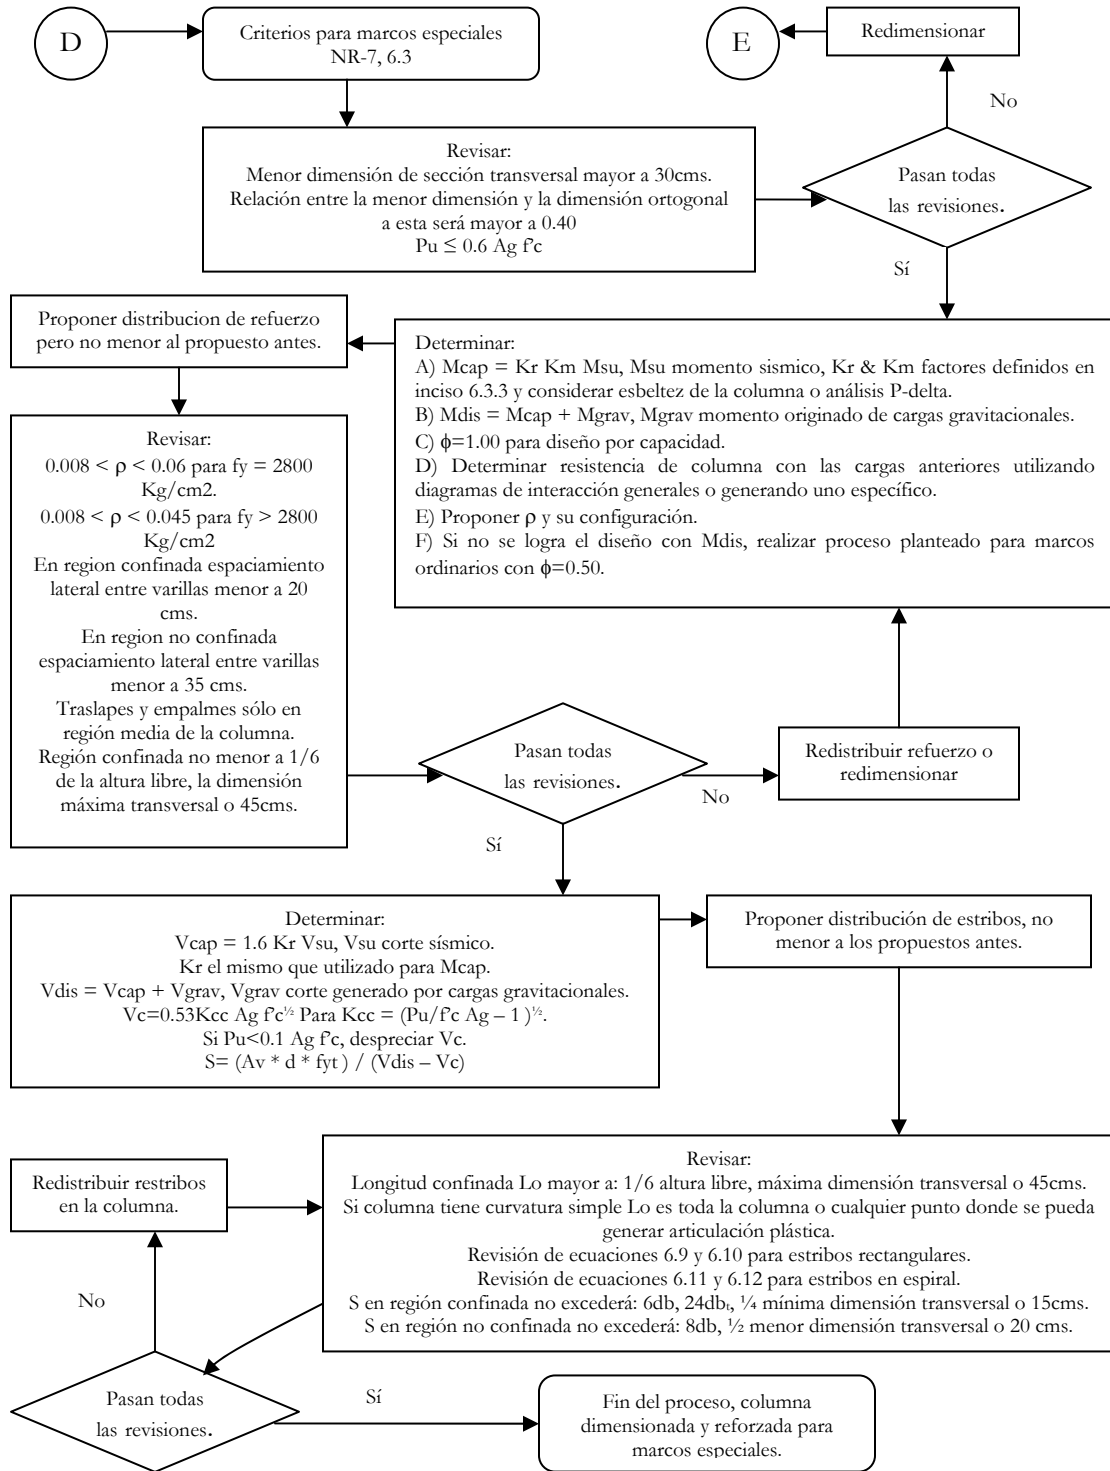 D
Criterios para marcos especiales
NR-7, 6.3
E
Redimensionar
No
Revisar:
Menor dimensión de sección transversal mayor a 30cms.
Relación entre la menor dimensión y la dimensión ortogonal
a esta será mayor a 0.40
Pu ≤ 0.6 Ag f'c
Pasan todas
las revisiones.
Sí
Proponer distribucion de refuerzo
pero no menor al propuesto antes.
Determinar:
A) Mcap = Kr Km Msu, Msu momento sismico, Kr & Km factores definidos en
inciso 6.3.3 y considerar esbeltez de la columna o análisis P-delta.
B) Mdis = Mcap + Mgrav, Mgrav momento originado de cargas gravitacionales.
C) ϕ=1.00 para diseño por capacidad.
D) Determinar resistencia de columna con las cargas anteriores utilizando
diagramas de interacción generales o generando uno específico.
E) Proponer ρ y su configuración.
F) Si no se logra el diseño con Mdis, realizar proceso planteado para marcos
ordinarios con ϕ=0.50.
Revisar:
0.008 < ρ < 0.06 para fy = 2800
Kg/cm2.
0.008 < ρ < 0.045 para fy > 2800
Kg/cm2
En region confinada espaciamiento
lateral entre varillas menor a 20
cms.
En region no confinada
espaciamiento lateral entre varillas
menor a 35 cms.
Traslapes y empalmes sólo en
región media de la columna.
Región confinada no menor a 1/6
de la altura libre, la dimensión
máxima transversal o 45cms.
Pasan todas
las revisiones.
No
Redistribuir refuerzo o
redimensionar
Sí
Determinar:
Vcap = 1.6 Kr Vsu, Vsu corte sísmico.
Kr el mismo que utilizado para Mcap.
Vdis = Vcap + Vgrav, Vgrav corte generado por cargas gravitacionales.
Vc=0.53Kcc Ag f'c½ Para Kcc = (Pu/f'c Ag – 1 )½.
Si Pu<0.1 Ag f'c, despreciar Vc.
S= (Av * d * fyt ) / (Vdis – Vc)
Proponer distribución de estribos, no
menor a los propuestos antes.
Redistribuir restribos
en la columna.
Revisar:
Longitud confinada Lo mayor a: 1/6 altura libre, máxima dimensión transversal o 45cms.
Si columna tiene curvatura simple Lo es toda la columna o cualquier punto donde se pueda
generar articulación plástica.
Revisión de ecuaciones 6.9 y 6.10 para estribos rectangulares.
Revisión de ecuaciones 6.11 y 6.12 para estribos en espiral.
S en región confinada no excederá: 6db, 24dbₜ, ¼ mínima dimensión transversal o 15cms.
S en región no confinada no excederá: 8db, ½ menor dimensión transversal o 20 cms.
No
Pasan todas
las revisiones.
Sí
Fin del proceso, columna
dimensionada y reforzada para
marcos especiales.